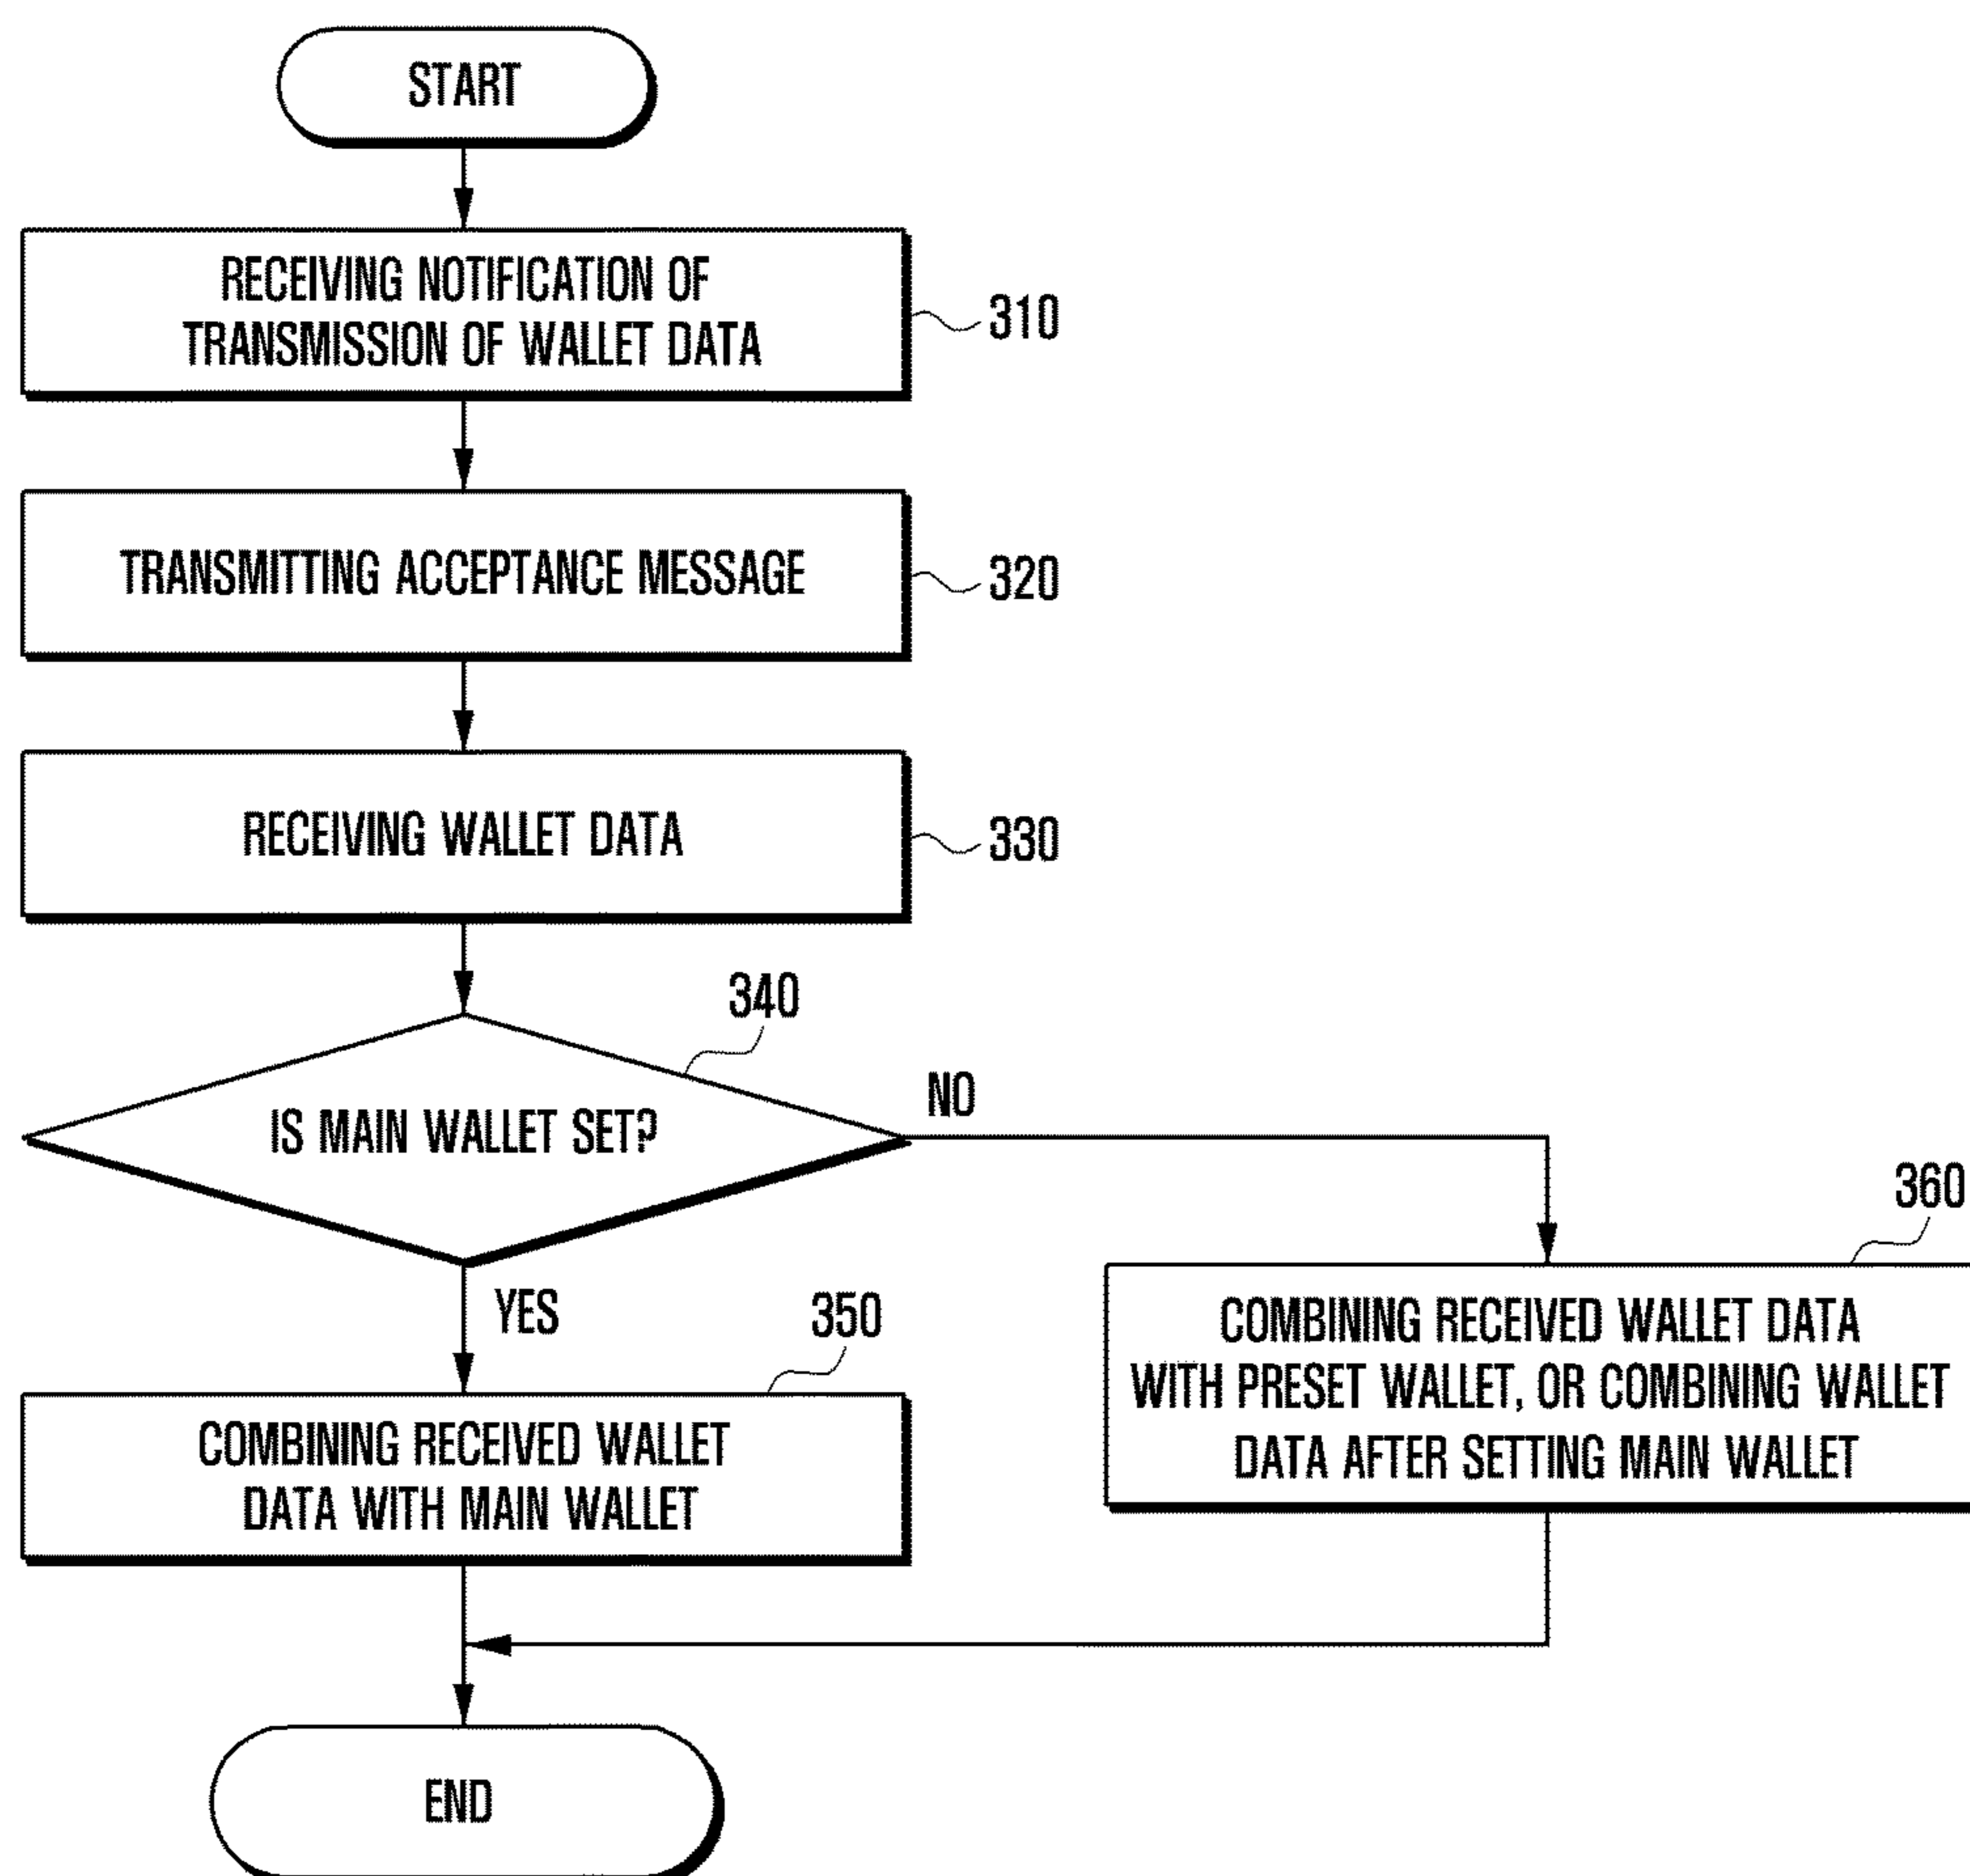 START
RECEIVING NOTIFICATION OF
TRANSMISSION OF WALLET DATA
310
TRANSMITTING ACCEPTANCE MESSAGE
320
RECEIVING WALLET DATA
330
340
IS MAIN WALLET SET?
NO
YES
350
COMBINING RECEIVED WALLET
DATA WITH MAIN WALLET
360
COMBINING RECEIVED WALLET DATA
WITH PRESET WALLET, OR COMBINING WALLET
DATA AFTER SETTING MAIN WALLET
END